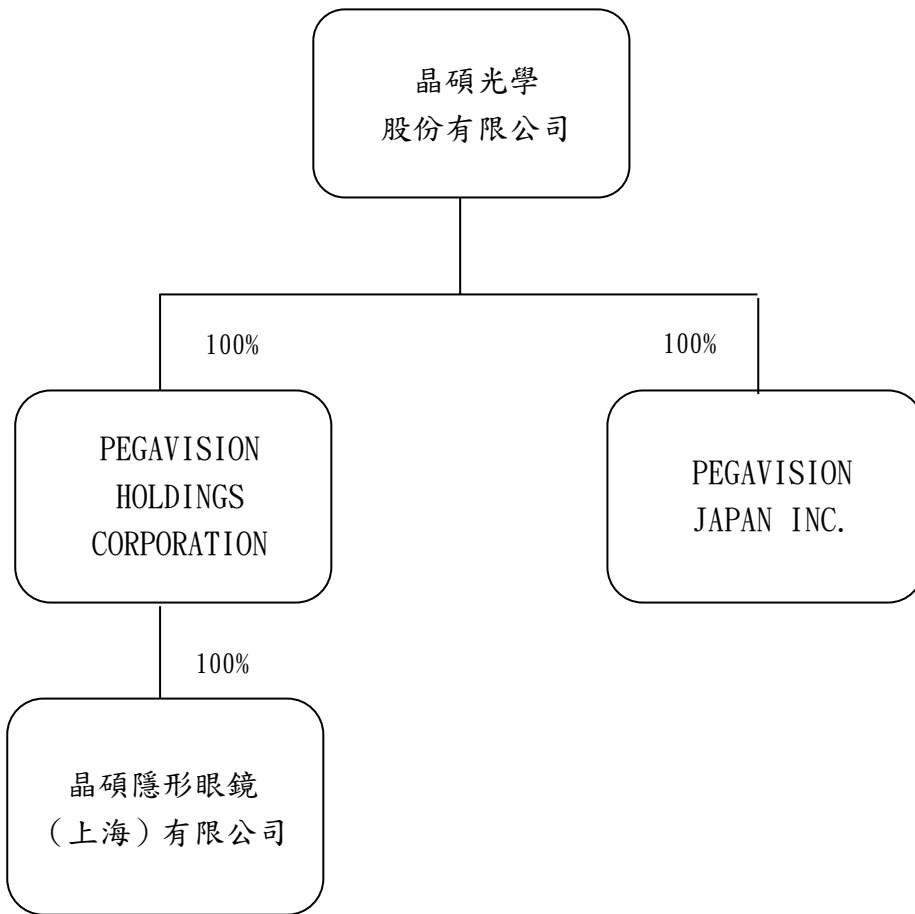 晶碩光學
股份有限公司
100%
100%
PEGAVISION
HOLDINGS
CORPORATION
PEGAVISION
JAPAN INC.
100%
晶碩隱形眼鏡
（上海）有限公司